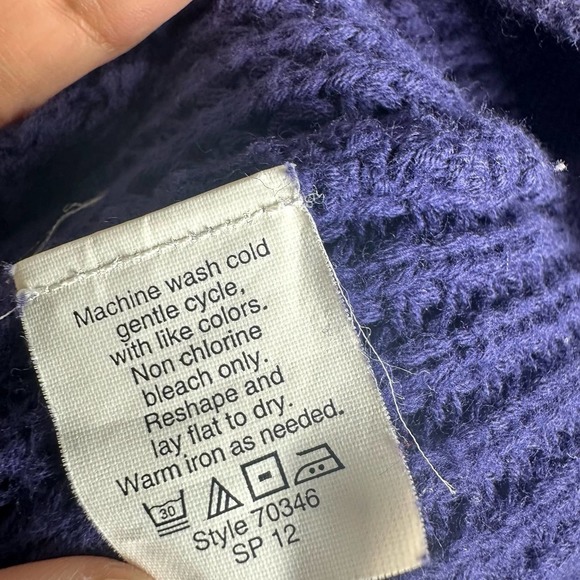 Machine wash cold
gentle cycle,
with like colors.
Non chlorine
bleach only.
Reshape and
lay flat to dry.
Warm iron as needed.
30
Style 70346
SP 12